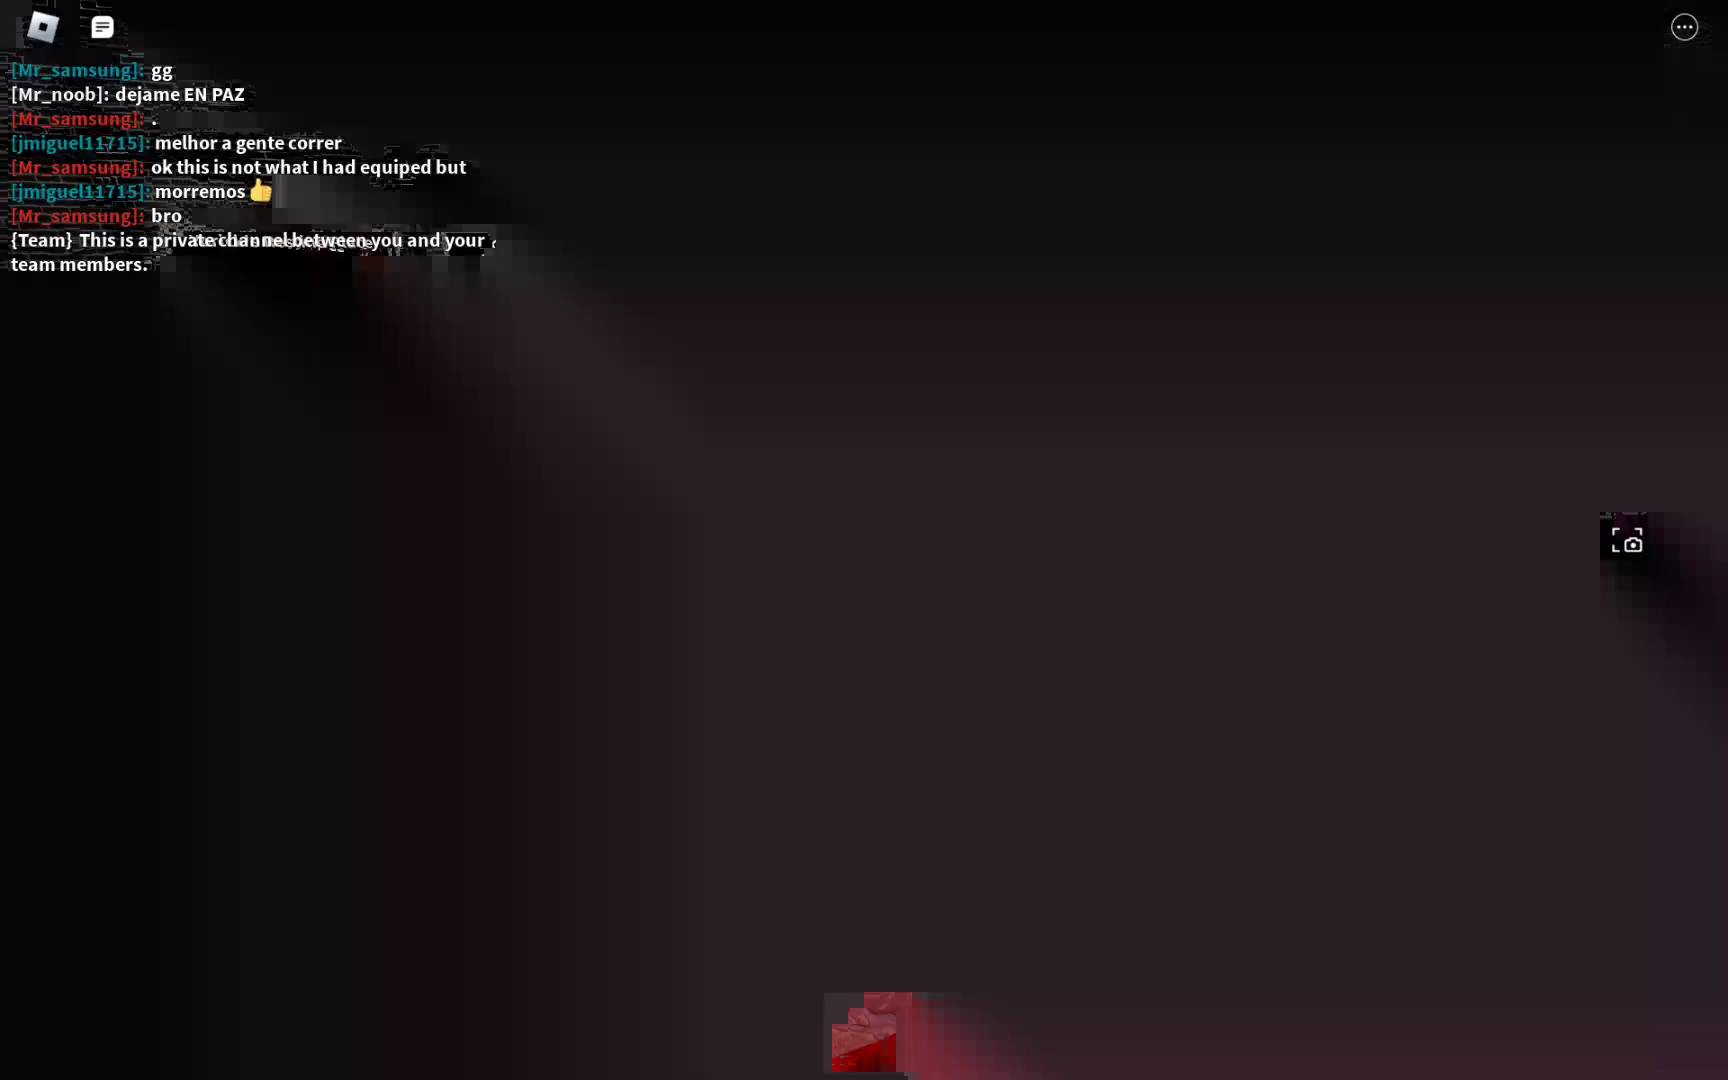 [Mr_samsung]: gg
[Mr_noob]: dejame EN PAZ
[Mr_samsung]: .
[jmiguel11715]: melhor a gente correr
[Mr_samsung]: ok this is not what I had equiped but
[jmiguel11715]: morremos 👍
[Mr_samsung]: bro
{Team} This is a private channel between you and your
team members.